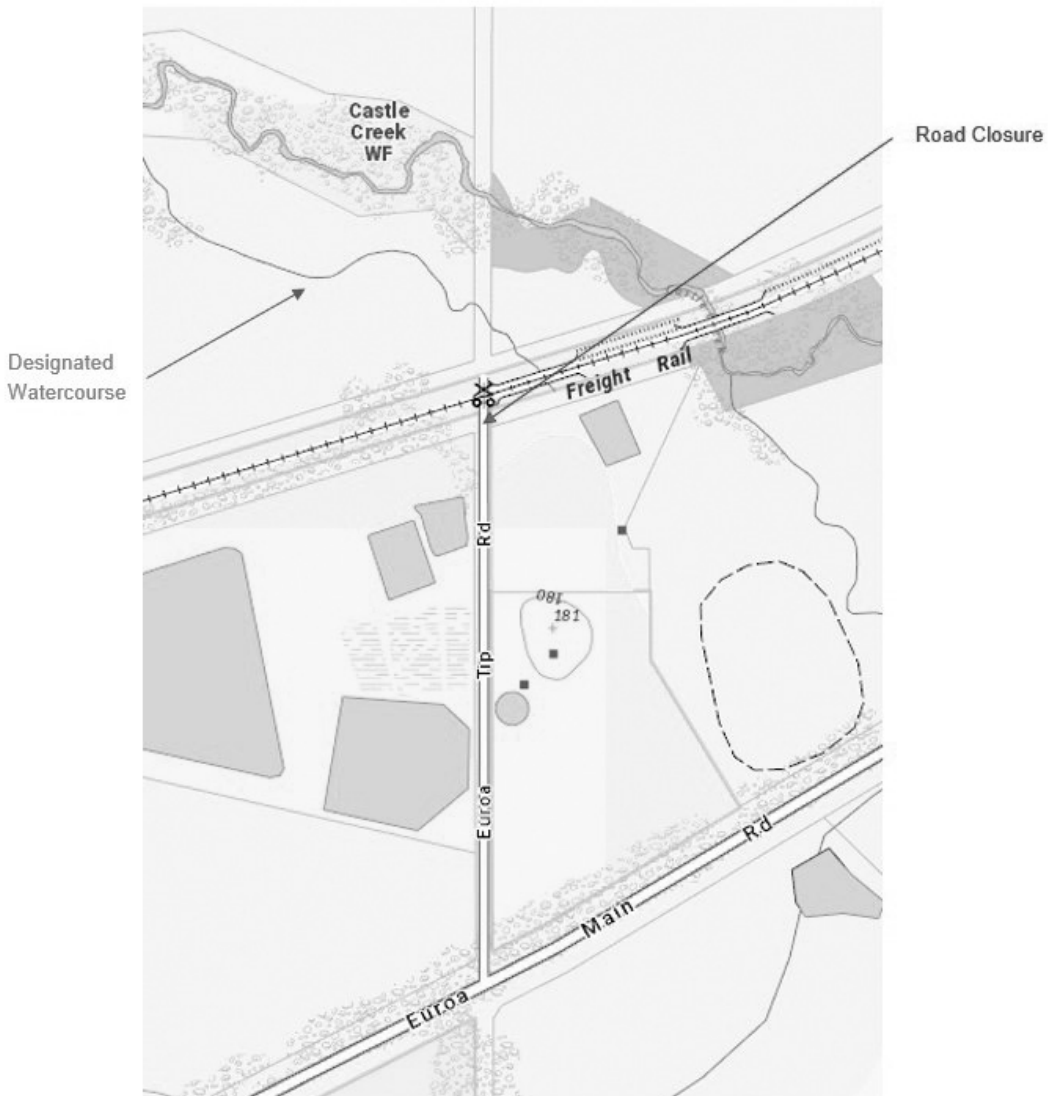 Castle
Creek
WF
Road Closure
Designated
Watercourse
Freight Rail
Euroa Tip Rd
180
181
Euroa Main Rd